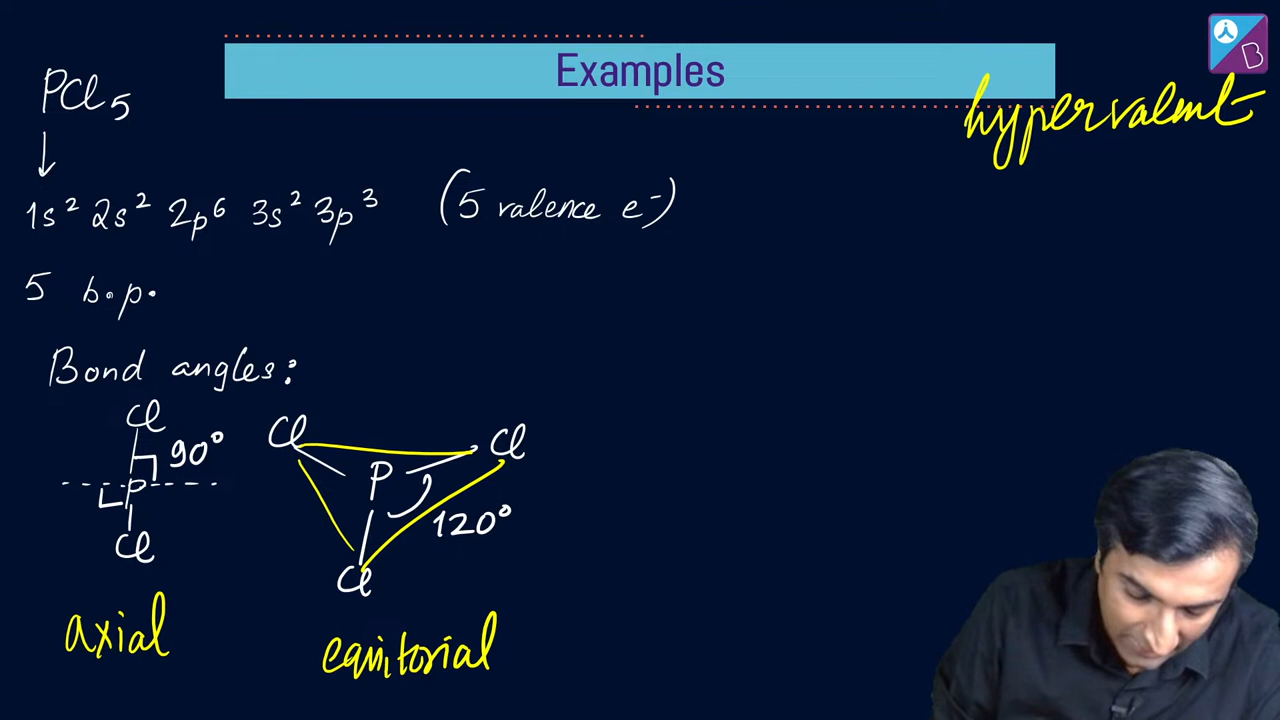 Examples
hypervalent
PCl5
↓
1s² 2s² 2p⁶ 3s² 3p³ (5 valence e⁻)
5 b.p.
Bond angles:
Cl
90°
P
Cl
axial
Cl Cl
P
120°
Cl
equitorial
B